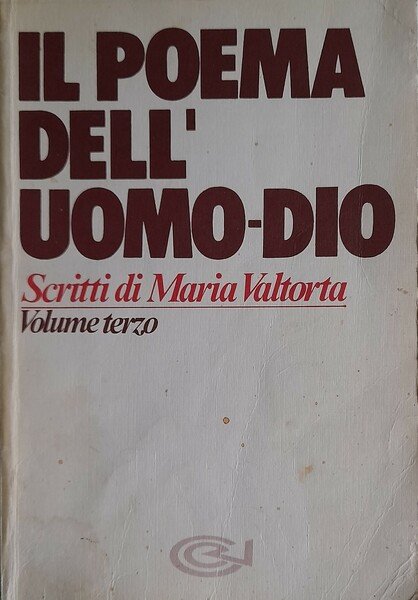 IL POEMA
DELL'
UOMO-DIO
Scritti di Maria Valtorta
Volume terzo